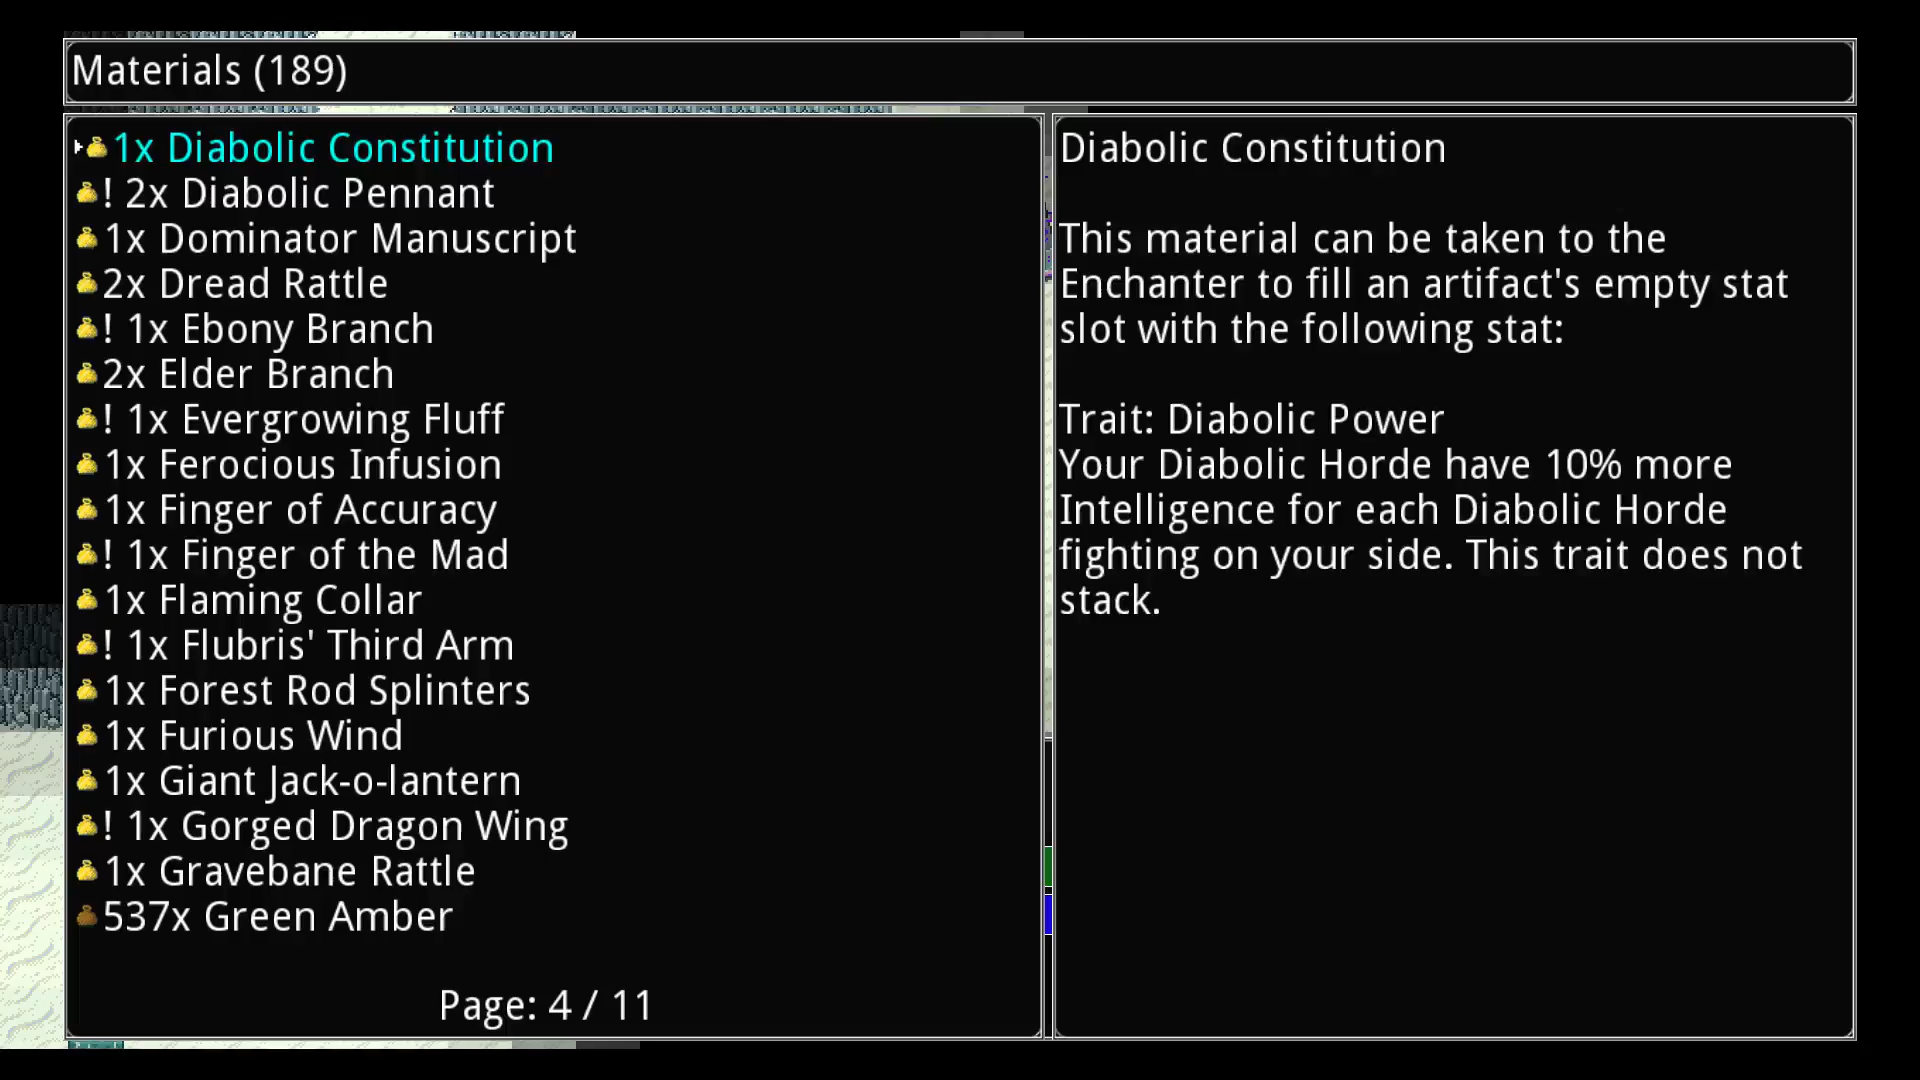 Materials (189)
1x Diabolic Constitution
! 2x Diabolic Pennant
1x Dominator Manuscript
2x Dread Rattle
! 1x Ebony Branch
2x Elder Branch
! 1x Evergrowing Fluff
1x Ferocious Infusion
1x Finger of Accuracy
! 1x Finger of the Mad
1x Flaming Collar
! 1x Flubris' Third Arm
1x Forest Rod Splinters
1x Furious Wind
1x Giant Jack-o-lantern
! 1x Gorged Dragon Wing
1x Gravebane Rattle
537x Green Amber
Page: 4 / 11
Diabolic Constitution
This material can be taken to the
Enchanter to fill an artifact's empty stat
slot with the following stat:
Trait: Diabolic Power
Your Diabolic Horde have 10% more
Intelligence for each Diabolic Horde
fighting on your side. This trait does not
stack.